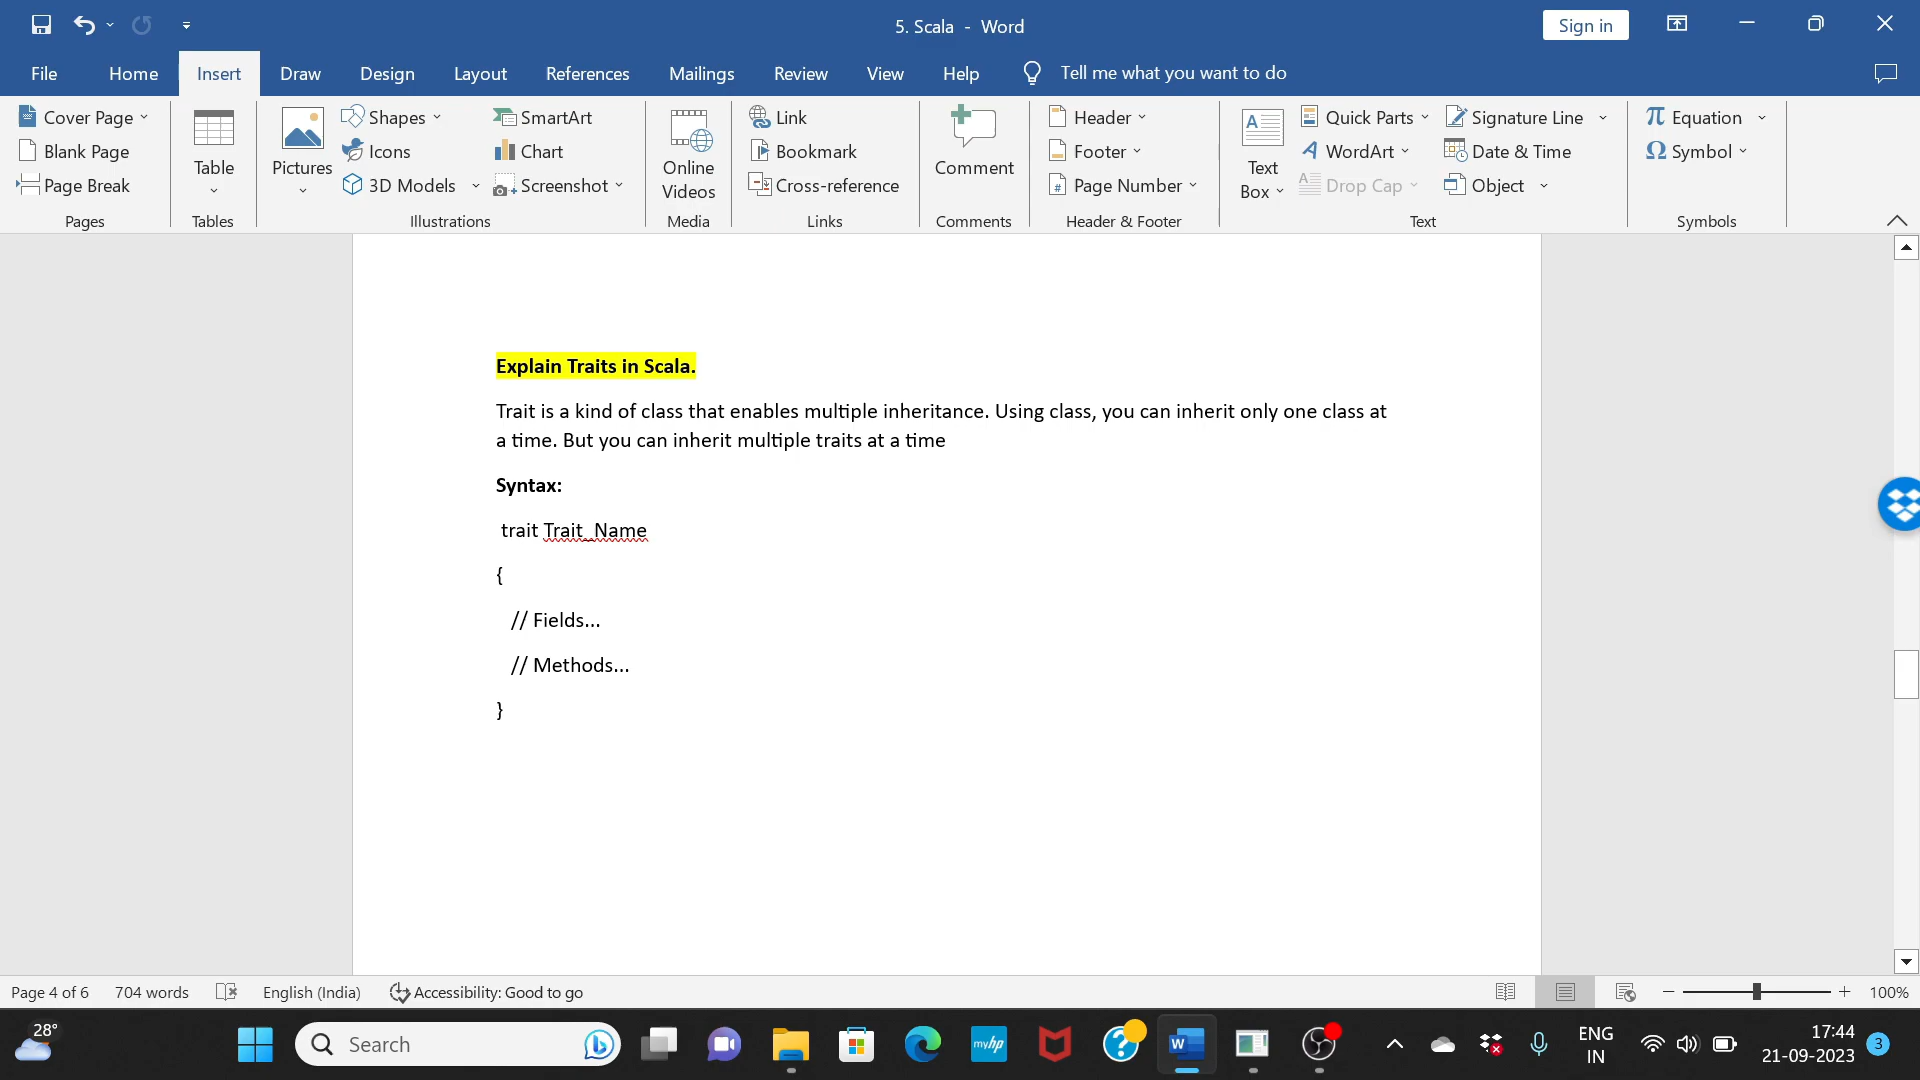 5. Scala - Word
Sign in
File Home Insert Draw Design Layout References Mailings Review View Help Tell me what you want to do
Cover Page
Blank Page
Page Break
Pages
Table
Tables
Pictures
Shapes
Icons
3D Models
SmartArt
Chart
Screenshot
Illustrations
Online
Videos
Media
Link
Bookmark
Cross-reference
Links
Comment
Comments
Header
Footer
Page Number
Header & Footer
Text
Box
Quick Parts
WordArt
Drop Cap
Signature Line
Date & Time
Object
Text
Equation
Symbol
Symbols
Explain Traits in Scala.
Trait is a kind of class that enables multiple inheritance. Using class, you can inherit only one class at
a time. But you can inherit multiple traits at a time
Syntax:
trait Trait_Name
{
// Fields...
// Methods...
}
Page 4 of 6 704 words English (India) Accessibility: Good to go 100%
28°
Search
myhp
ENG
IN
17:44
21-09-2023
3